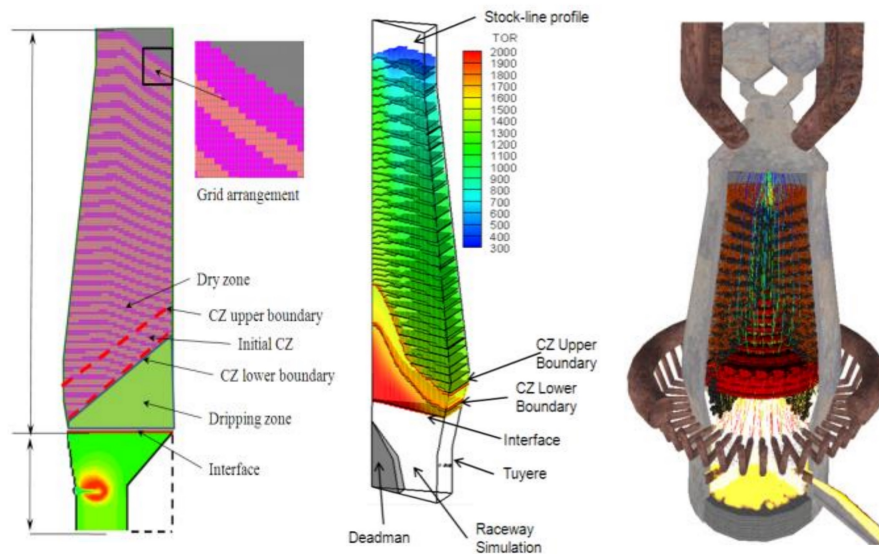 Grid arrangement
Dry zone
CZ upper boundary
Initial CZ
CZ lower boundary
Dripping zone
Interface
Stock-line profile
TOR
2000
1900
1800
1700
1600
1500
1400
1300
1200
1100
1000
900
800
700
600
500
400
300
CZ Upper
Boundary
CZ Lower
Boundary
Interface
Tuyere
Deadman
Raceway
Simulation